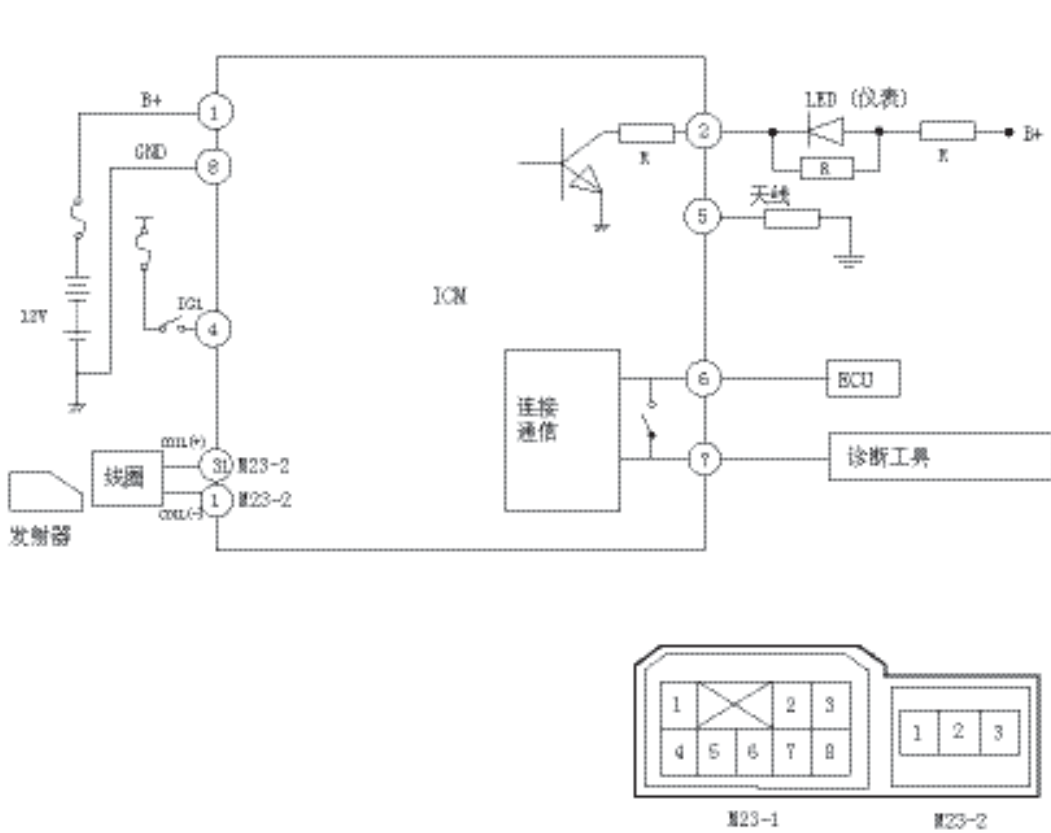 B+
1
GND
8
12V
IG1
4
coil(+)
31
M23-2
线圈
1
M23-2
coil(-)
发射器
ICM
R
2
LED (仪表)
R
R
B+
天线
5
连接
通信
6
ECU
7
诊断工具
1
2
3
4
5
6
7
8
1
2
3
M23-1
M23-2